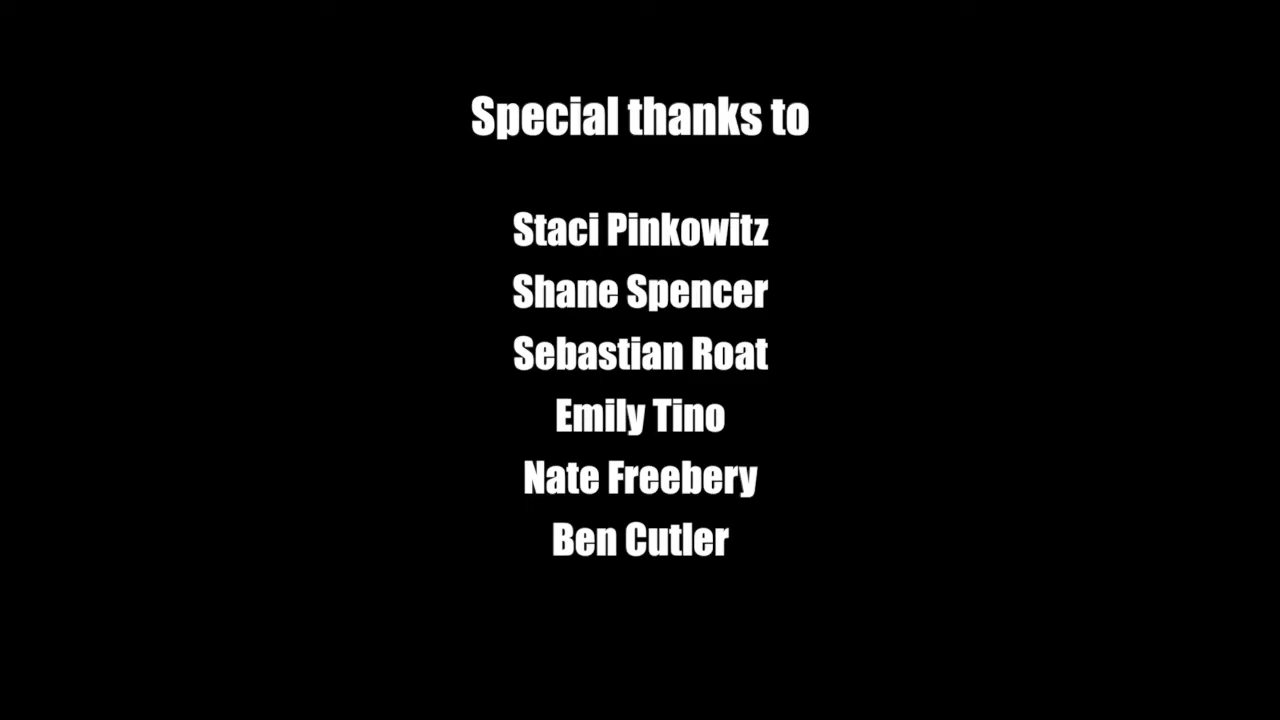 Special thanks to
Staci Pinkowitz
Shane Spencer
Sebastian Roat
Emily Tino
Nate Freebery
Ben Cutler